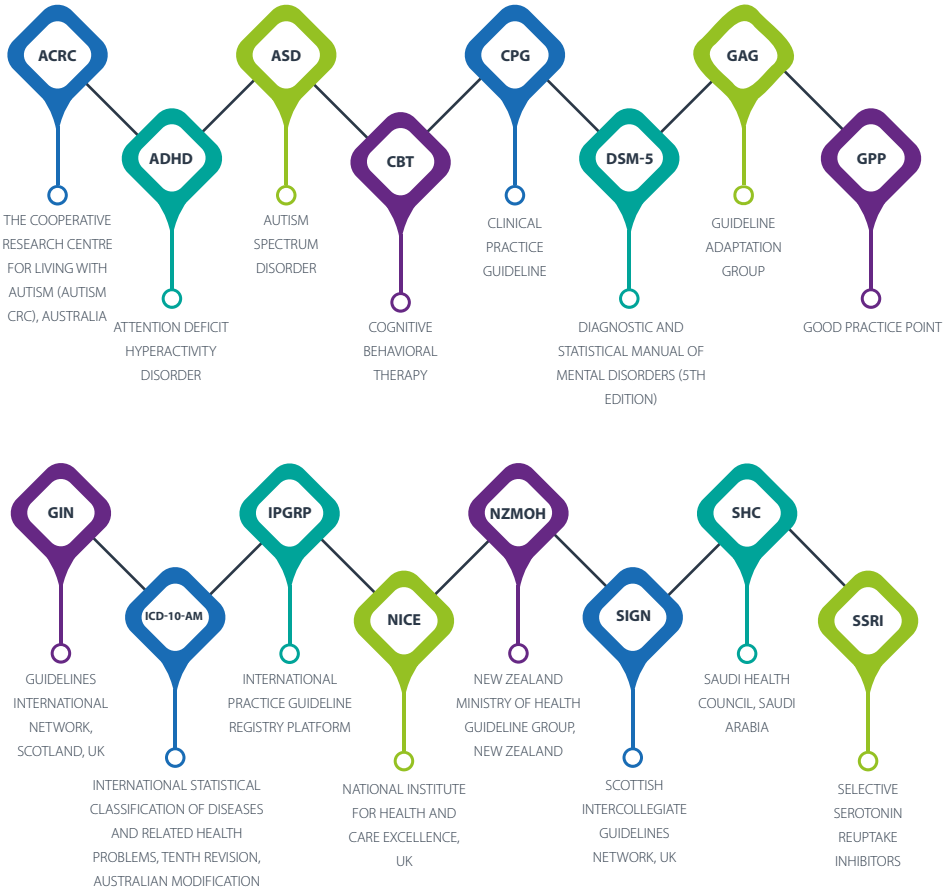 ACRC
THE COOPERATIVE
RESEARCH CENTRE
FOR LIVING WITH
AUTISM (AUTISM
CRC), AUSTRALIA
ADHD
ATTENTION DEFICIT
HYPERACTIVITY
DISORDER
ASD
AUTISM
SPECTRUM
DISORDER
CBT
COGNITIVE
BEHAVIORAL
THERAPY
CPG
CLINICAL
PRACTICE
GUIDELINE
DSM-5
DIAGNOSTIC AND
STATISTICAL MANUAL OF
MENTAL DISORDERS (5TH
EDITION)
GAG
GUIDELINE
ADAPTATION
GROUP
GPP
GOOD PRACTICE POINT
GIN
GUIDELINES
INTERNATIONAL
NETWORK,
SCOTLAND, UK
ICD-10-AM
INTERNATIONAL STATISTICAL
CLASSIFICATION OF DISEASES
AND RELATED HEALTH
PROBLEMS, TENTH REVISION,
AUSTRALIAN MODIFICATION
IPGRP
INTERNATIONAL
PRACTICE GUIDELINE
REGISTRY PLATFORM
NICE
NATIONAL INSTITUTE
FOR HEALTH AND
CARE EXCELLENCE,
UK
NZMOH
NEW ZEALAND
MINISTRY OF HEALTH
GUIDELINE GROUP,
NEW ZEALAND
SIGN
SCOTTISH
INTERCOLLEGIATE
GUIDELINES
NETWORK, UK
SHC
SAUDI HEALTH
COUNCIL, SAUDI
ARABIA
SSRI
SELECTIVE
SEROTONIN
REUPTAKE
INHIBITORS